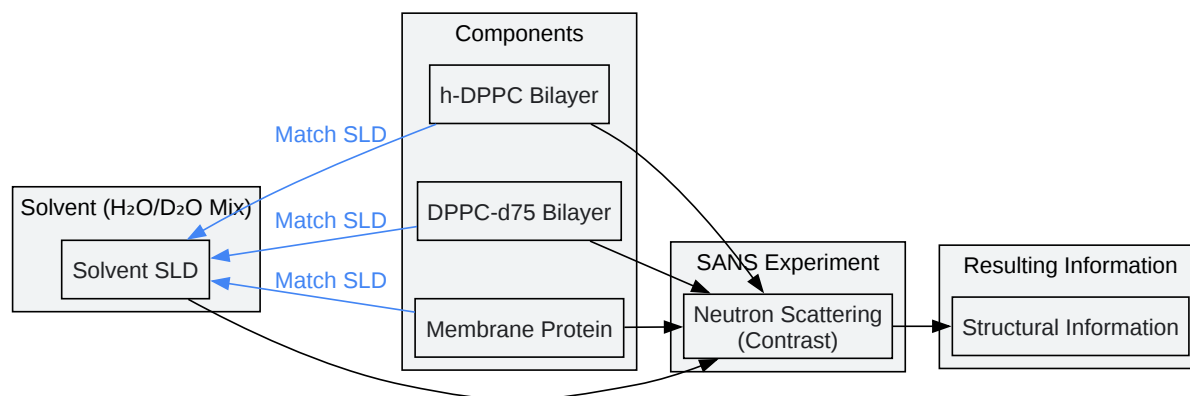 Components
h-DPPC Bilayer
Match SLD
Solvent (H₂O/D₂O Mix)
DPPC-d75 Bilayer
Match SLD
Solvent SLD
SANS Experiment
Resulting Information
Match SLD
Membrane Protein
Neutron Scattering
(Contrast)
Structural Information